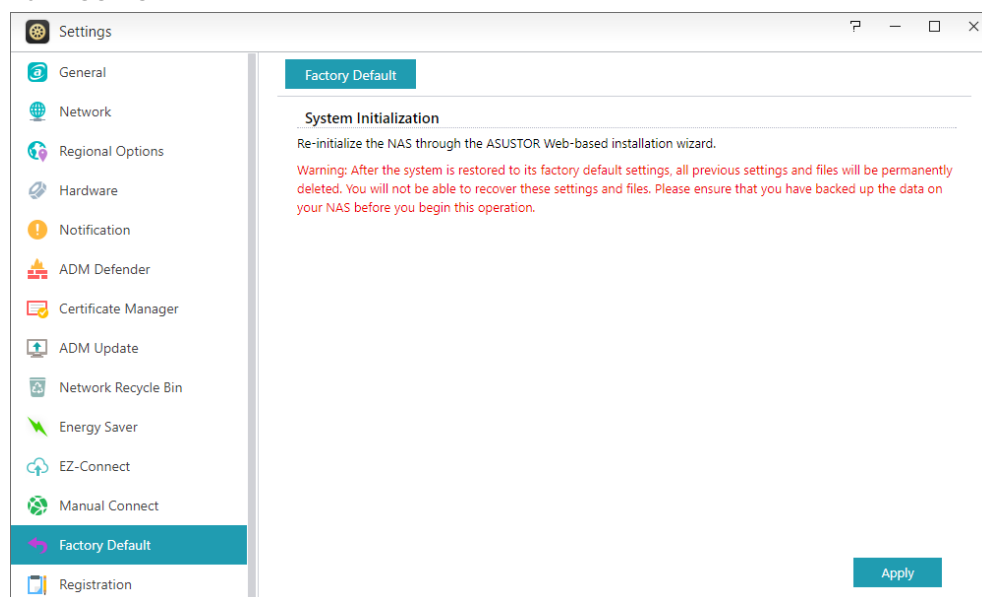 Settings
General
Network
Regional Options
Hardware
Notification
ADM Defender
Certificate Manager
ADM Update
Network Recycle Bin
Energy Saver
EZ-Connect
Manual Connect
Factory Default
Registration
Factory Default
System Initialization
Re-initialize the NAS through the ASUSTOR Web-based installation wizard.
Warning: After the system is restored to its factory default settings, all previous settings and files will be permanently
deleted. You will not be able to recover these settings and files. Please ensure that you have backed up the data on
your NAS before you begin this operation.
Apply